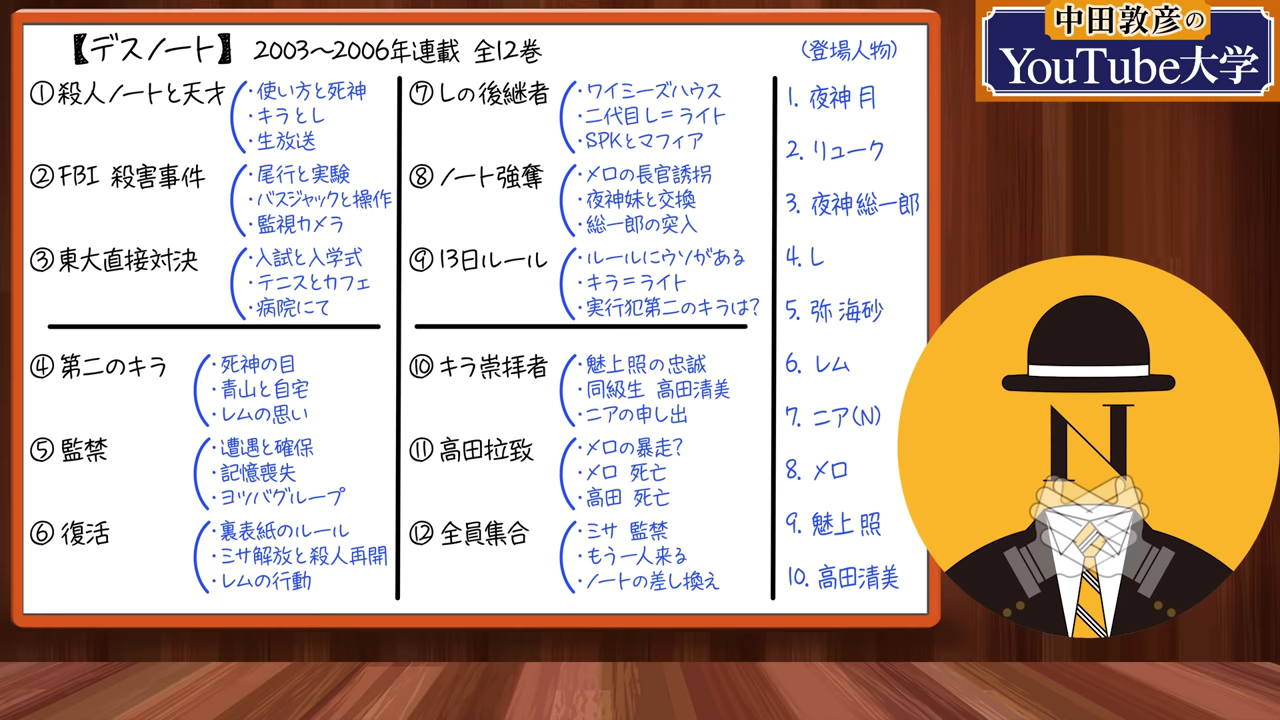 【デスノート】 2003〜2006年連載 全12巻
①殺人ノートと天才
・使い方と死神
・キラとL
・生放送
②FBI 殺害事件
・尾行と実験
・バスジャックと操作
・監視カメラ
③東大直接対決
・入試と入学式
・テニスとカフェ
・病院にて
④第二のキラ
・死神の目
・青山と自宅
・レムの思い
⑤監禁
・遭遇と確保
・記憶喪失
・ヨツバグループ
⑥復活
・裏表紙のルール
・ミサ解放と殺人再開
・レムの行動
⑦Lの後継者
・ワイミーズハウス
・二代目L=ライト
・SPKとマフィア
⑧ノート強奪
・メロの長官誘拐
・夜神妹と交換
・総一郎の突入
⑨13日ルール
・ルールにウソがある
・キラ=ライト
・実行犯第二のキラは?
⑩キラ崇拝者
・魅上照の忠誠
・同級生 高田清美
・ニアの申し出
⑪高田拉致
・メロの暴走?
・メロ 死亡
・高田 死亡
⑫全員集合
・ミサ 監禁
・もう一人来る
・ノートの差し換え
(登場人物)
1. 夜神 月
2. リューク
3. 夜神 総一郎
4. L
5. 弥 海砂
6. レム
7. ニア(N)
8. メロ
9. 魅上 照
10. 高田清美
中田敦彦の
YouTube大学
N